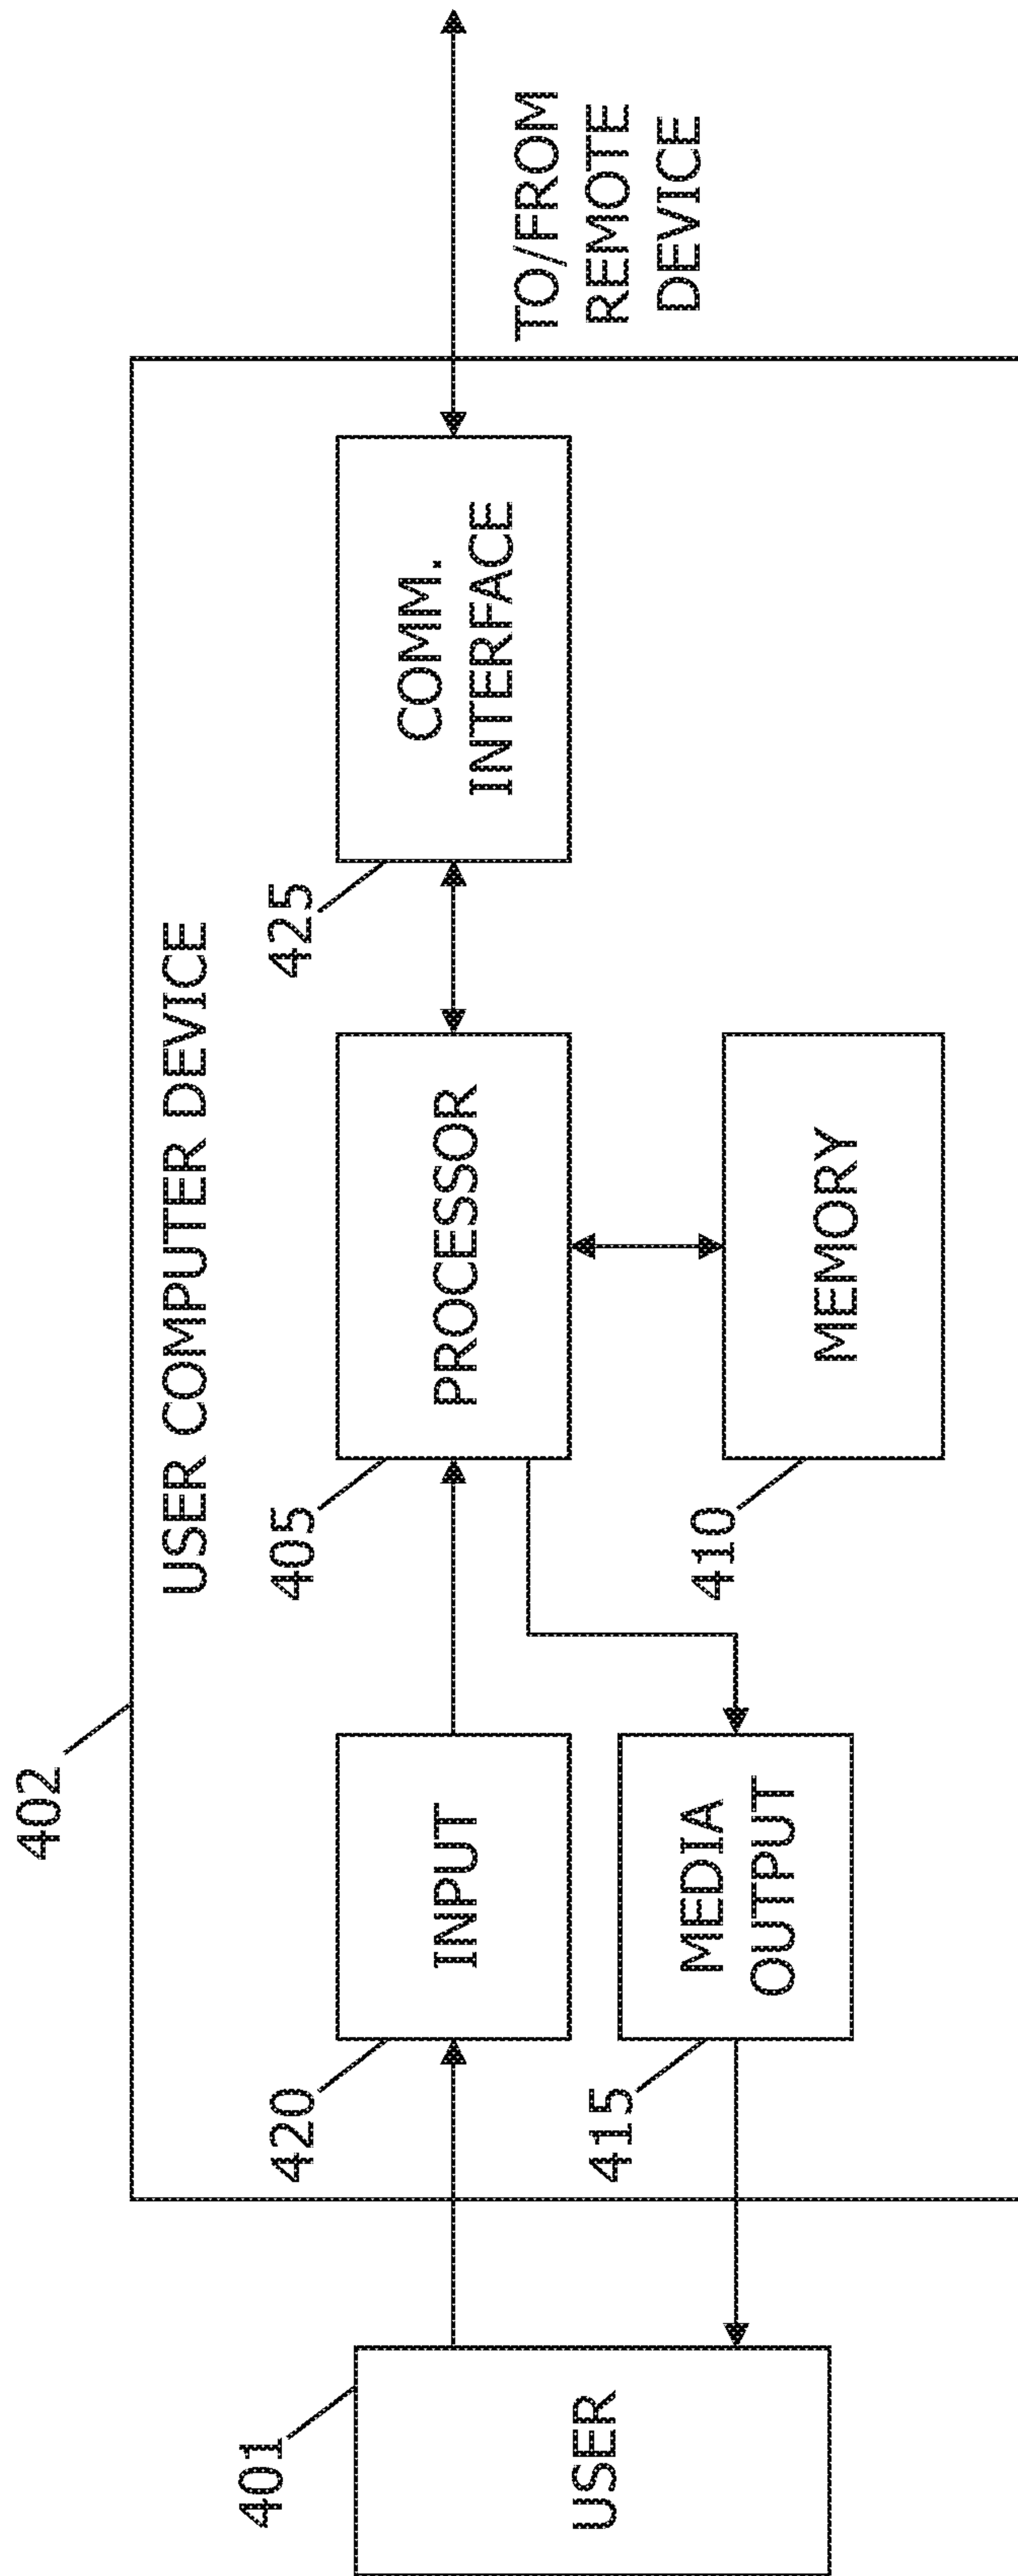 402
USER COMPUTER DEVICE
401
USER
420
INPUT
415
MEDIA
OUTPUT
405
PROCESSOR
410
MEMORY
425
COMM.
INTERFACE
TO/FROM
REMOTE
DEVICE